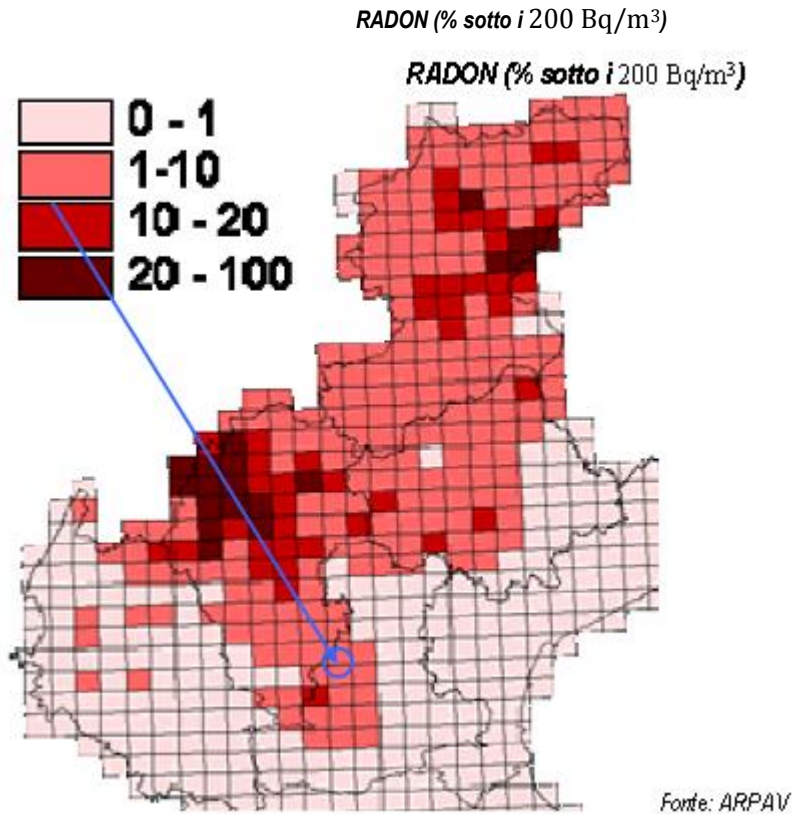 RADON (% sotto i 200 Bq/m³)
RADON (% sotto i 200 Bq/m³)
0 - 1
1-10
10 - 20
20 - 100
Fonte: ARPAV